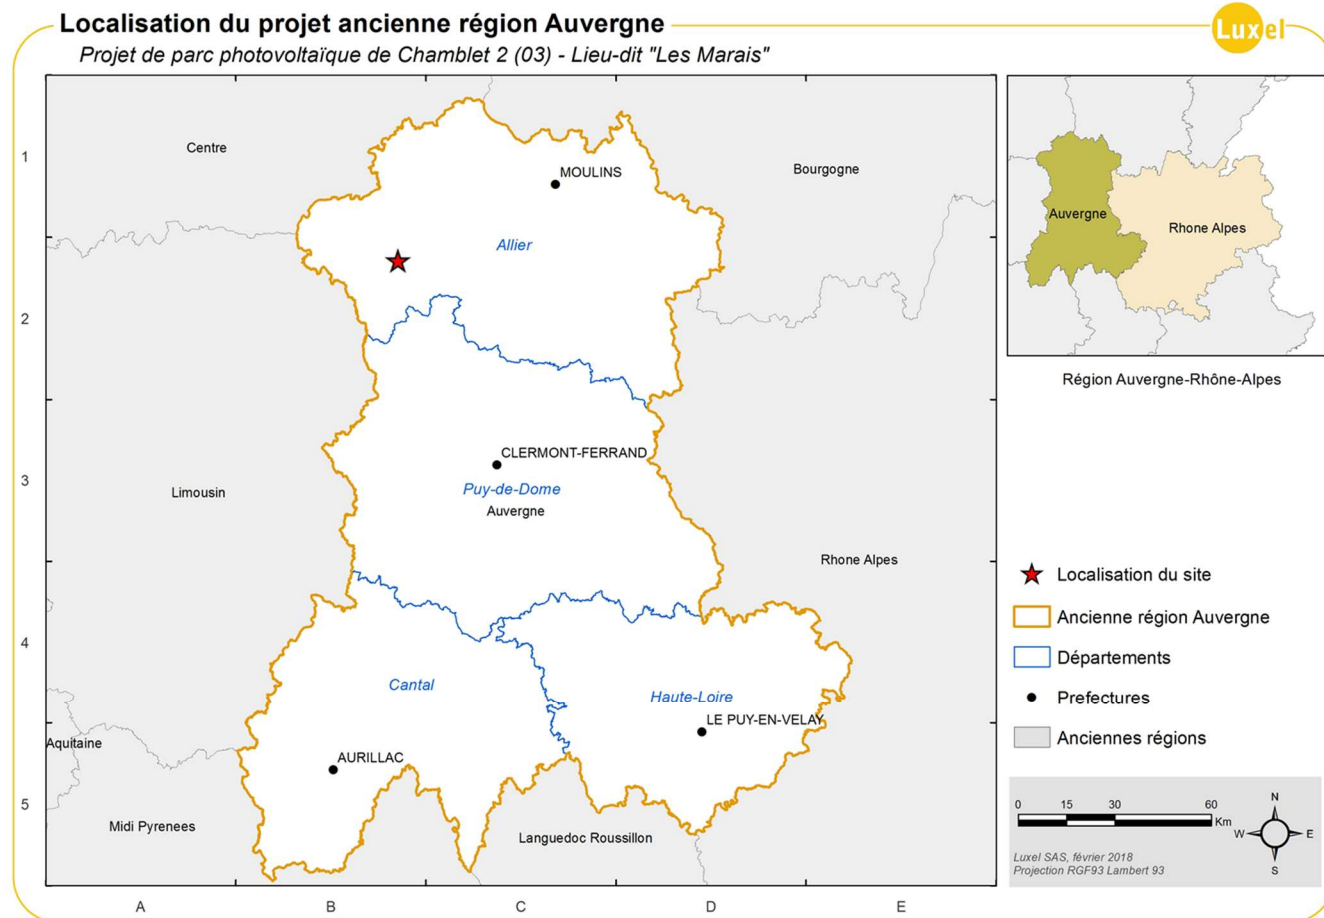 Localisation du projet ancienne région Auvergne
Luxel
Projet de parc photovoltaïque de Chamblet 2 (03) - Lieu-dit "Les Marais"
1
2
3
4
5
A
B
C
D
E
Centre
MOULINS
Bourgogne
Allier
CLERMONT-FERRAND
Puy-de-Dome
Auvergne
Limousin
Rhone Alpes
Cantal
Haute-Loire
LE PUY-EN-VELAY
Aquitaine
AURILLAC
Midi Pyrenees
Languedoc Roussillon
Auvergne
Rhone Alpes
Région Auvergne-Rhône-Alpes
Localisation du site
Ancienne région Auvergne
Départements
Prefectures
Anciennes régions
0 15 30 60
Km
N
W E
S
Luxel SAS, février 2018
Projection RGF93 Lambert 93